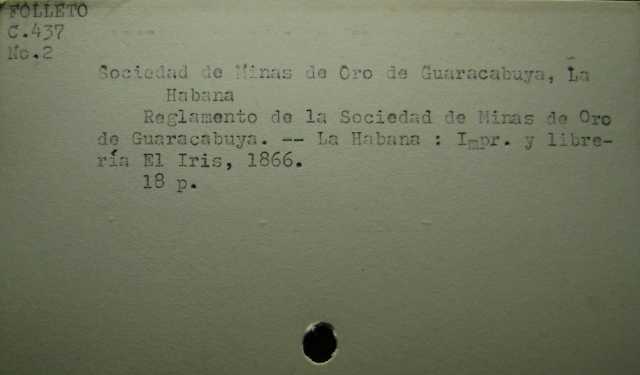 FOLLETO
C.437
No.2
Sociedad de Minas de Oro de Guaracabuya, La
Habana
Reglamento de la Sociedad de Minas de Oro
de Guaracabuya. -- La Habana : Impr. y libre-
ría El Iris, 1866.
18 p.